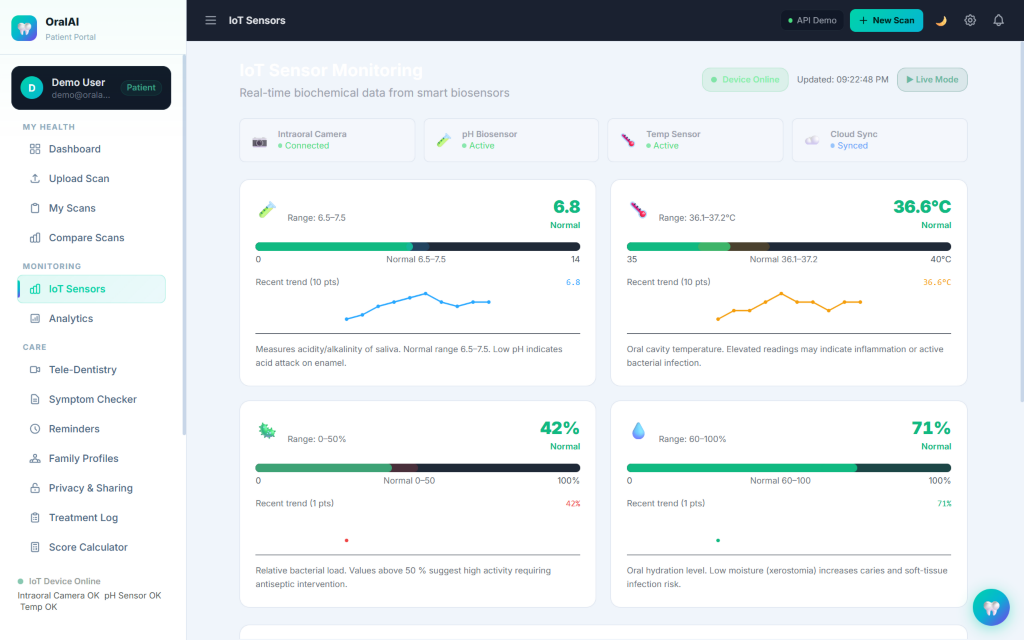 OralAI
Patient Portal
D
Demo User
demo@orala...
Patient
MY HEALTH
Dashboard
Upload Scan
My Scans
Compare Scans
MONITORING
IoT Sensors
Analytics
CARE
Tele-Dentistry
Symptom Checker
Reminders
Family Profiles
Privacy & Sharing
Treatment Log
Score Calculator
IoT Device Online
Intraoral Camera OK pH Sensor OK
Temp OK
IoT Sensors
API Demo
+ New Scan
IoT Sensor Monitoring
Real-time biochemical data from smart biosensors
Device Online
Updated: 09:22:48 PM
Live Mode
Intraoral Camera
Connected
pH Biosensor
Active
Temp Sensor
Active
Cloud Sync
Synced
Range: 6.5–7.5
6.8
Normal
0
Normal 6.5–7.5
14
Recent trend (10 pts)
6.8
Measures acidity/alkalinity of saliva. Normal range 6.5–7.5. Low pH indicates
acid attack on enamel.
Range: 36.1–37.2°C
36.6°C
Normal
35
Normal 36.1–37.2
40°C
Recent trend (10 pts)
36.6°C
Oral cavity temperature. Elevated readings may indicate inflammation or active
bacterial infection.
Range: 0–50%
42%
Normal
0
Normal 0–50
100%
Recent trend (1 pts)
42%
Relative bacterial load. Values above 50 % suggest high activity requiring
antiseptic intervention.
Range: 60–100%
71%
Normal
0
Normal 60–100
100%
Recent trend (1 pts)
71%
Oral hydration level. Low moisture (xerostomia) increases caries and soft-tissue
infection risk.